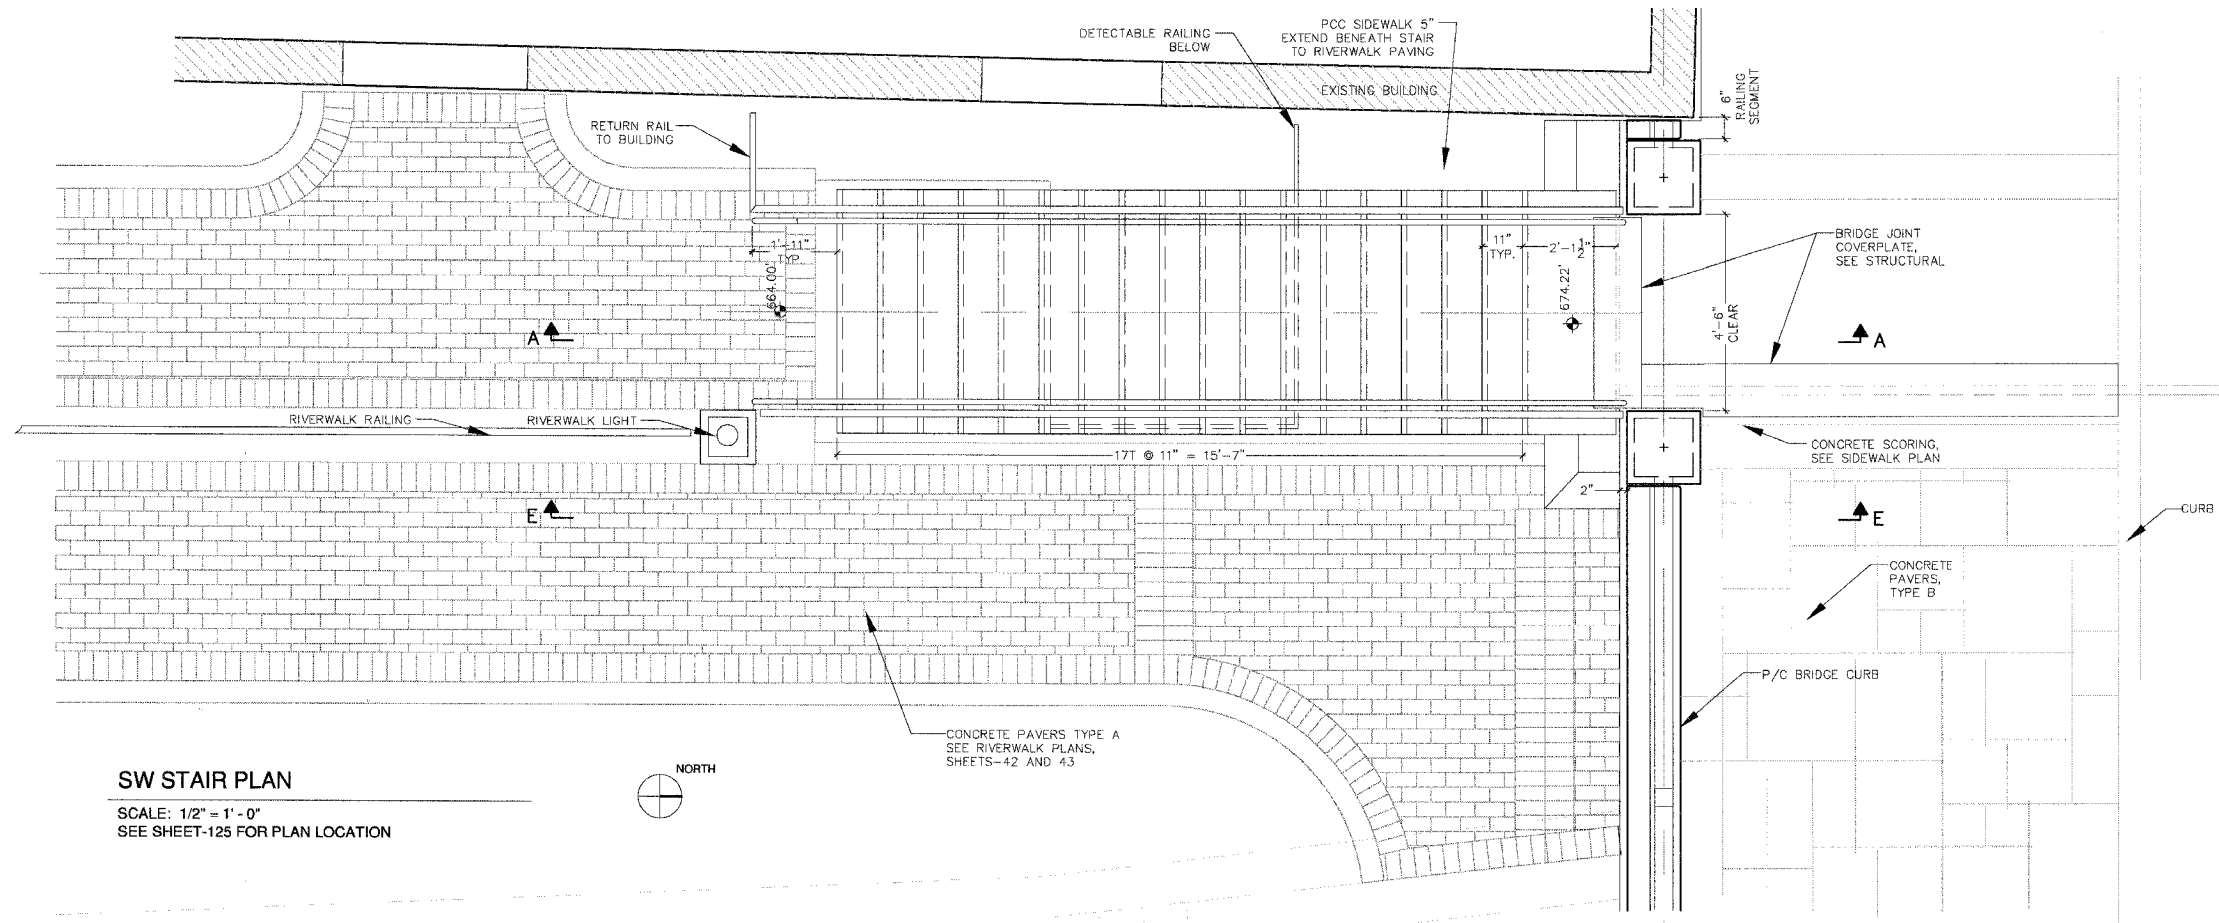 DETECTABLE RAILING
BELOW
PCC SIDEWALK 5"
EXTEND BENEATH STAIR
TO RIVERWALK PAVING
EXISTING BUILDING
6"
RAILING
SEGMENT
RETURN RAIL
TO BUILDING
1'-11"
TYP.
664.00'
11"
TYP.
2'-1 1/2"
674.22'
4'-6"
CLEAR
BRIDGE JOINT
COVERPLATE,
SEE STRUCTURAL
A
A
RIVERWALK RAILING
RIVERWALK LIGHT
17T @ 11" = 15'-7"
CONCRETE SCORING,
SEE SIDEWALK PLAN
2"
E
E
CURB
CONCRETE
PAVERS,
TYPE B
P/C BRIDGE CURB
CONCRETE PAVERS TYPE A
SEE RIVERWALK PLANS,
SHEETS-42 AND 43
SW STAIR PLAN
NORTH
SCALE: 1/2" = 1' - 0"
SEE SHEET-125 FOR PLAN LOCATION